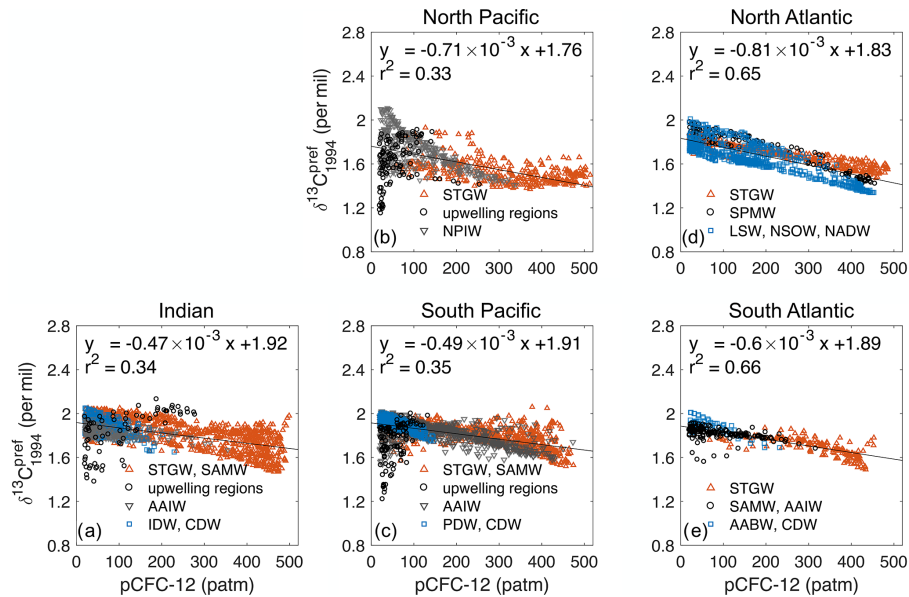 North Pacific
y = -0.71×10⁻³ x +1.76
r² = 0.33
δ¹³C^pref_1994 (per mil)
2.8
2.4
2
1.6
1.2
0.8
STGW
upwelling regions
NPIW
(b)
0 100 200 300 400 500
North Atlantic
y = -0.81×10⁻³ x +1.83
r² = 0.65
2.8
2.4
2
1.6
1.2
0.8
STGW
SPMW
LSW, NSOW, NADW
(d)
0 100 200 300 400 500
Indian
y = -0.47×10⁻³ x +1.92
r² = 0.34
δ¹³C^pref_1994 (per mil)
2.8
2.4
2
1.6
1.2
0.8
STGW, SAMW
upwelling regions
AAIW
IDW, CDW
(a)
0 100 200 300 400 500
pCFC-12 (patm)
South Pacific
y = -0.49×10⁻³ x +1.91
r² = 0.35
2.8
2.4
2
1.6
1.2
0.8
STGW, SAMW
upwelling regions
AAIW
PDW, CDW
(c)
0 100 200 300 400 500
pCFC-12 (patm)
South Atlantic
y = -0.6×10⁻³ x +1.89
r² = 0.66
2.8
2.4
2
1.6
1.2
0.8
STGW
SAMW, AAIW
AABW, CDW
(e)
0 100 200 300 400 500
pCFC-12 (patm)